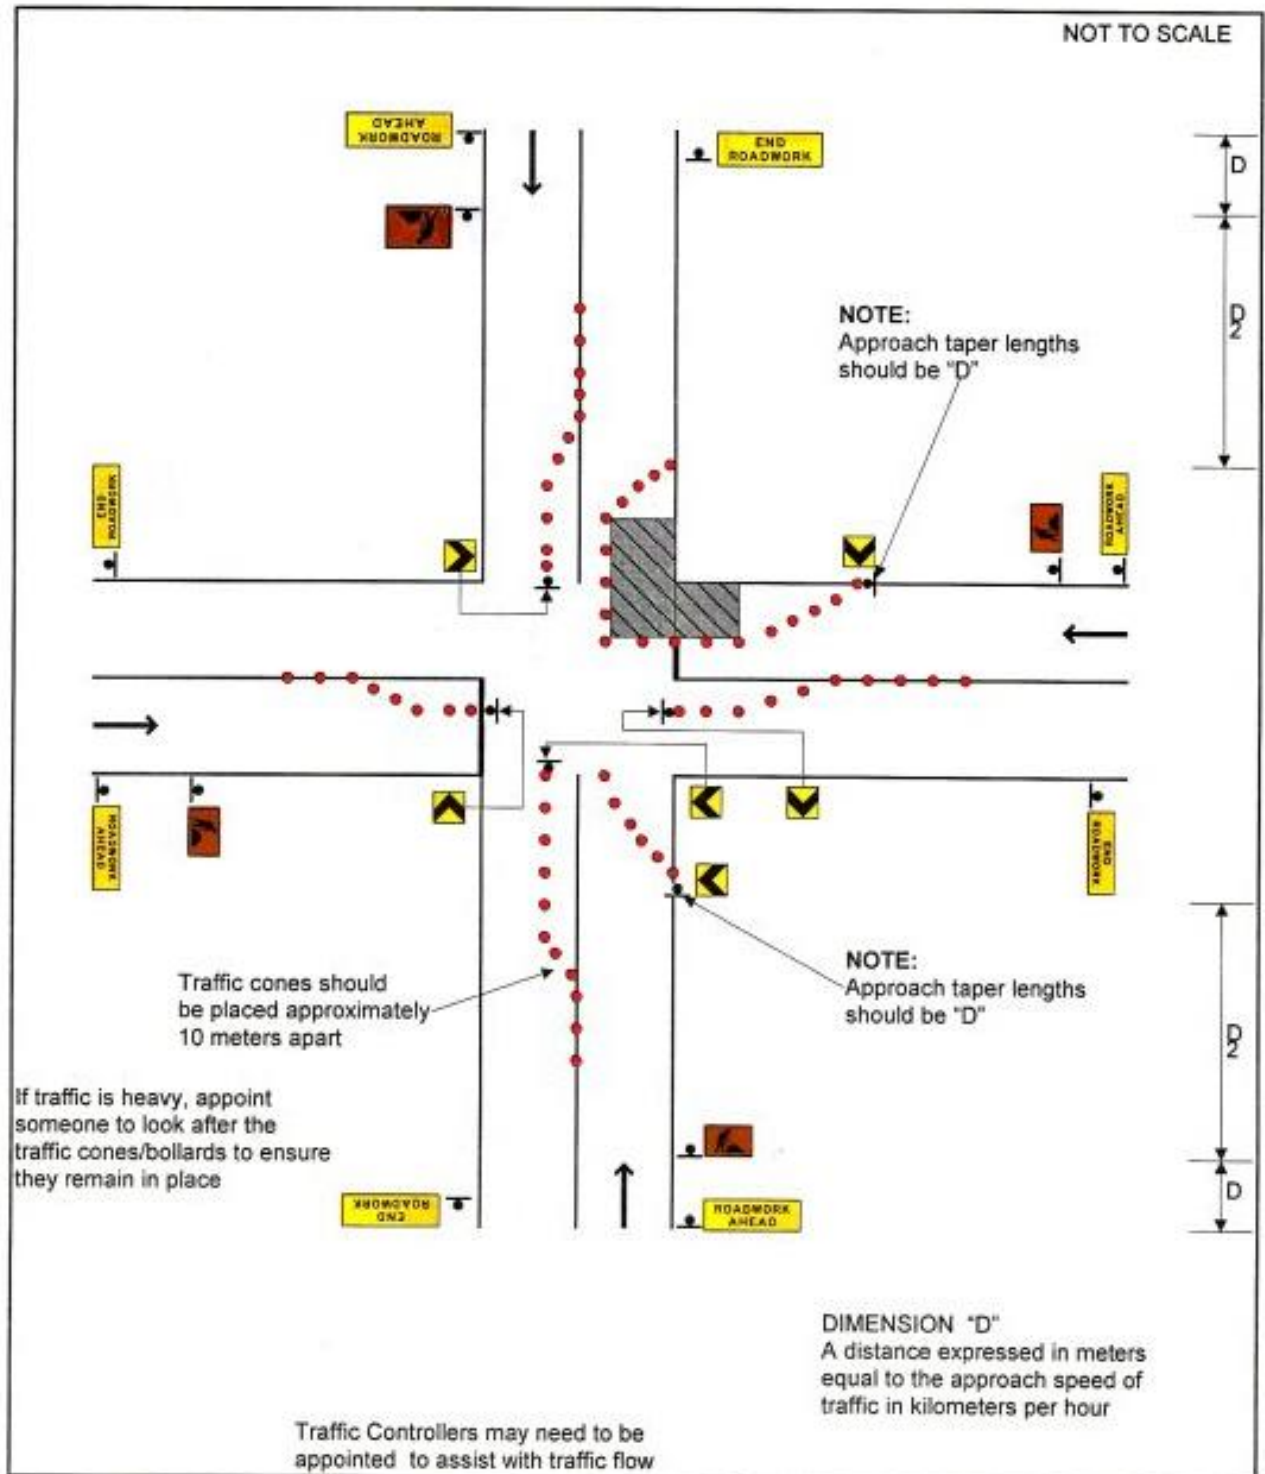 NOT TO SCALE
ROADWORK
AHEAD
END
ROADWORK
D
D
2
NOTE:
Approach taper lengths
should be "D"
END
ROADWORK
ROADWORK
AHEAD
ROADWORK
AHEAD
END
ROADWORK
Traffic cones should
be placed approximately
10 meters apart
NOTE:
Approach taper lengths
should be "D"
D
2
If traffic is heavy, appoint
someone to look after the
traffic cones/bollards to ensure
they remain in place
END
ROADWORK
ROADWORK
AHEAD
D
DIMENSION "D"
A distance expressed in meters
equal to the approach speed of
traffic in kilometers per hour
Traffic Controllers may need to be
appointed to assist with traffic flow